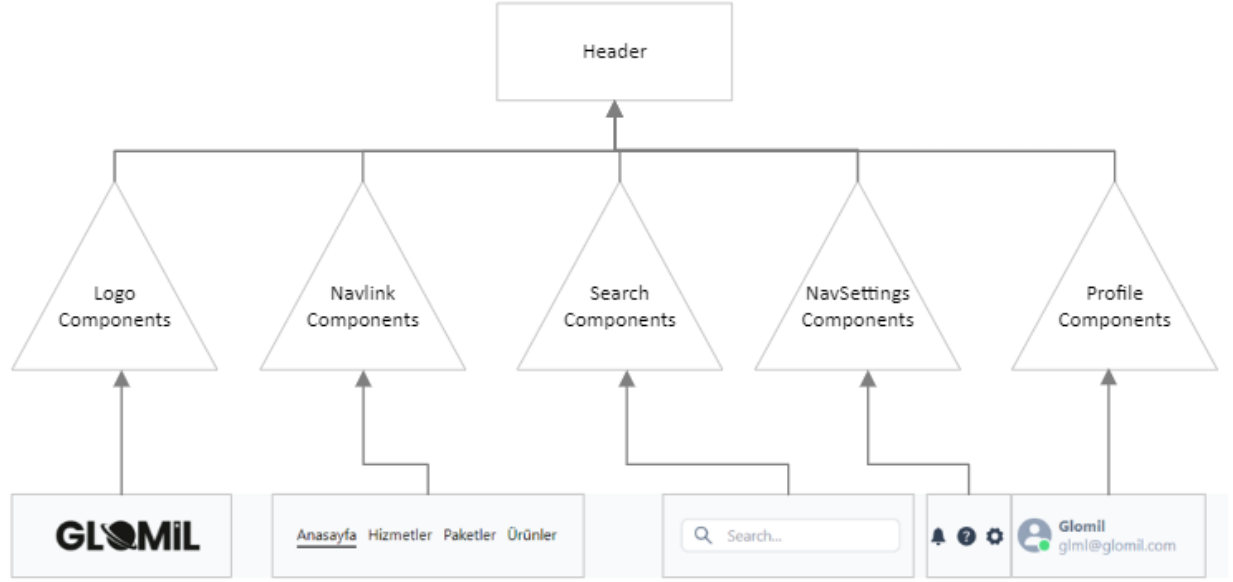 Header
Logo
Components
Navlink
Components
Search
Components
NavSettings
Components
Profile
Components
GLOMİL
Anasayfa Hizmetler Paketler Ürünler
Search...
?
Glomil
glml@glomil.com